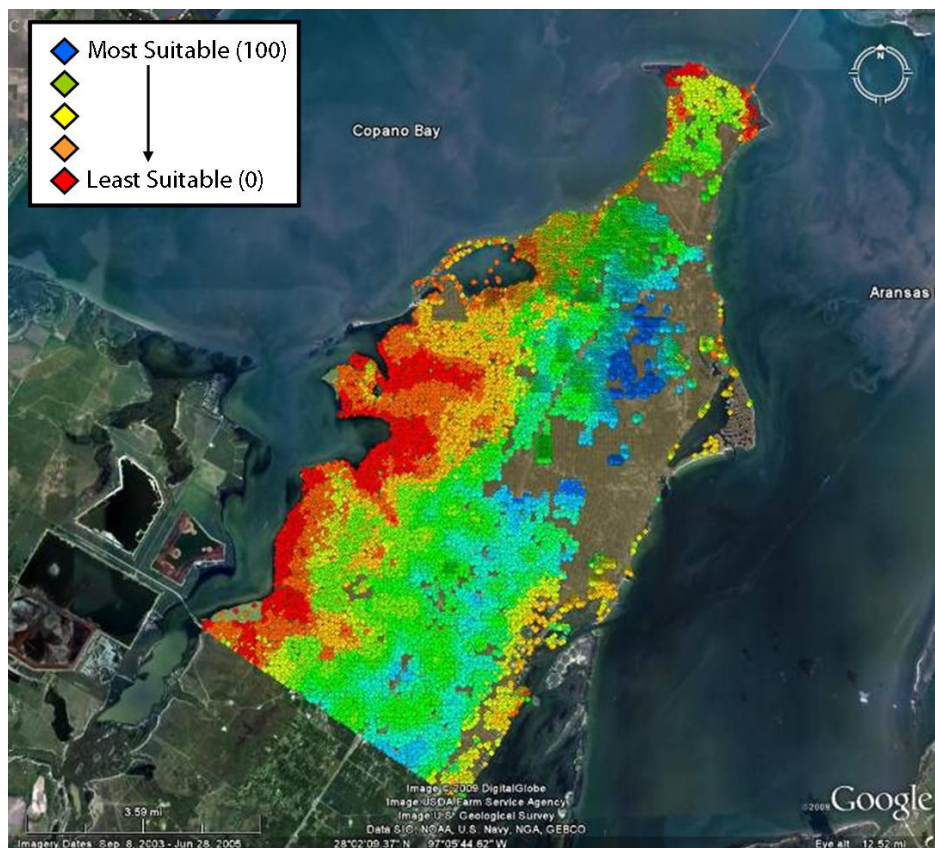 Most Suitable (100)
Least Suitable (0)
N
Copano Bay
Aransas
Image © 2009 DigitalGlobe
Image USDA Farm Service Agency
Image U.S. Geological Survey
Data SIO, NOAA, U.S. Navy, NGA, GEBCO
©2009 Google
3.59 mi
Imagery Dates: Sep 8, 2003 - Jun 28, 2005
28°02'09.37" N 97°05'44.62" W
Eye alt 12.52 mi